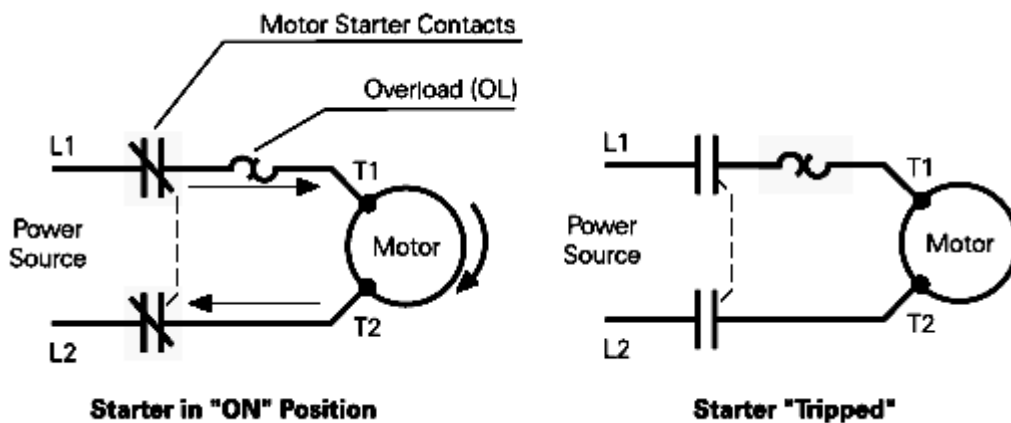 Motor Starter Contacts
Overload (OL)
L1
T1
Power
Source
Motor
T2
L2
Starter in "ON" Position
L1
T1
Power
Source
Motor
T2
L2
Starter "Tripped"